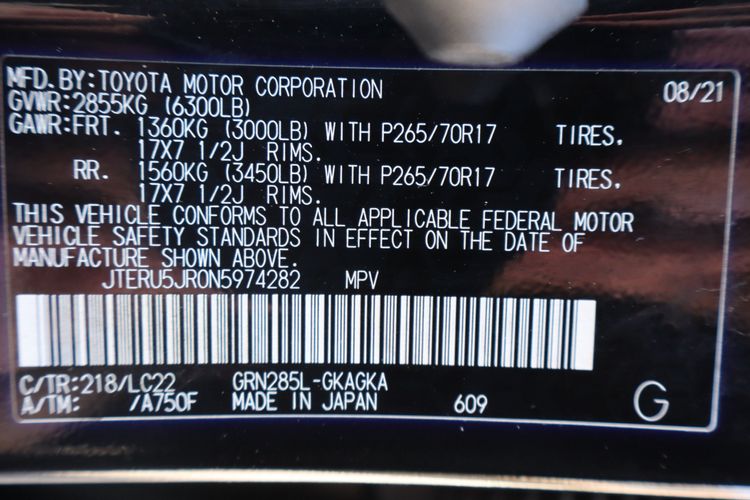 MFD.BY:TOYOTA MOTOR CORPORATION 08/21
GVWR:2855KG (6300LB)
GAWR:FRT. 1360KG (3000LB) WITH P265/70R17 TIRES,
17X7 1/2J RIMS.
RR. 1560KG (3450LB) WITH P265/70R17 TIRES,
17X7 1/2J RIMS.
THIS VEHICLE CONFORMS TO ALL APPLICABLE FEDERAL MOTOR
VEHICLE SAFETY STANDARDS IN EFFECT ON THE DATE OF
MANUFACTURE SHOWN ABOVE.
JTERU5JR0N5974282 MPV
C/TR:218/LC22 GRN285L-GKAGKA
A/TM: /A750F MADE IN JAPAN 609 G